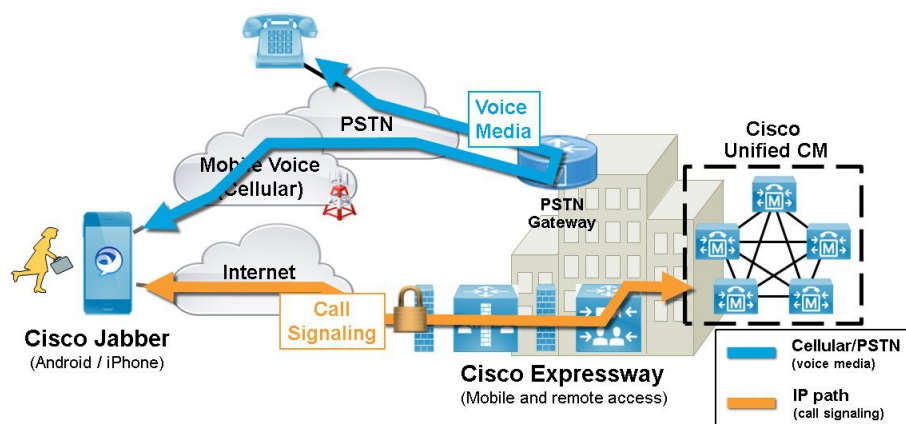 PSTN
Voice
Media
Mobile Voice
(Cellular)
PSTN
Gateway
Cisco
Unified CM
M
M
M
M
M
Internet
Call
Signaling
Cisco Jabber
(Android / iPhone)
Cisco Expressway
(Mobile and remote access)
Cellular/PSTN
(voice media)
IP path
(call signaling)